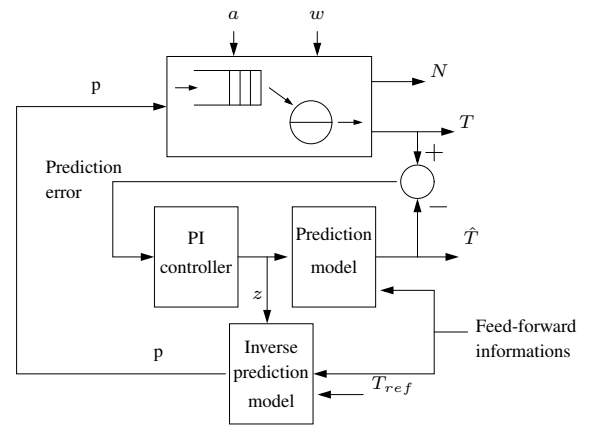 a
w
p
N
T
+
Prediction
error
−
PI
controller
Prediction
model
T̂
z
Feed-forward
informations
p
Inverse
prediction
model
T_ref